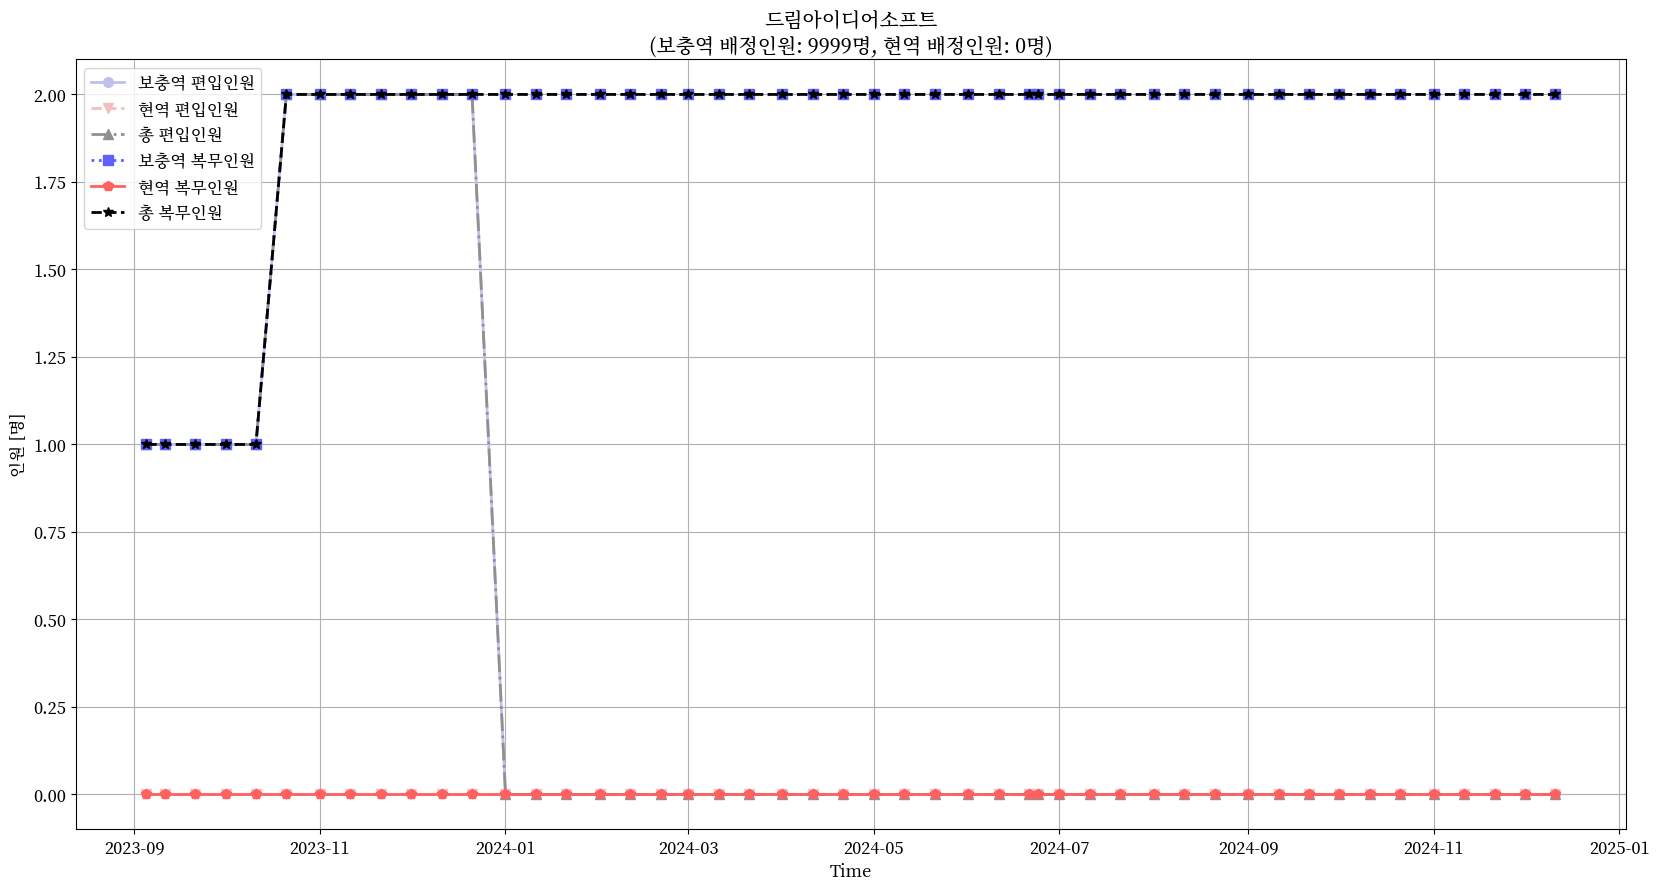 드림아이디어소프트
(보충역 배정인원: 9999명, 현역 배정인원: 0명)
보충역 편입인원
현역 편입인원
총 편입인원
보충역 복무인원
현역 복무인원
총 복무인원
2.00
1.75
1.50
1.25
1.00
0.75
0.50
0.25
0.00
인원 [명]
2023-09 2023-11 2024-01 2024-03 2024-05 2024-07 2024-09 2024-11 2025-01
Time